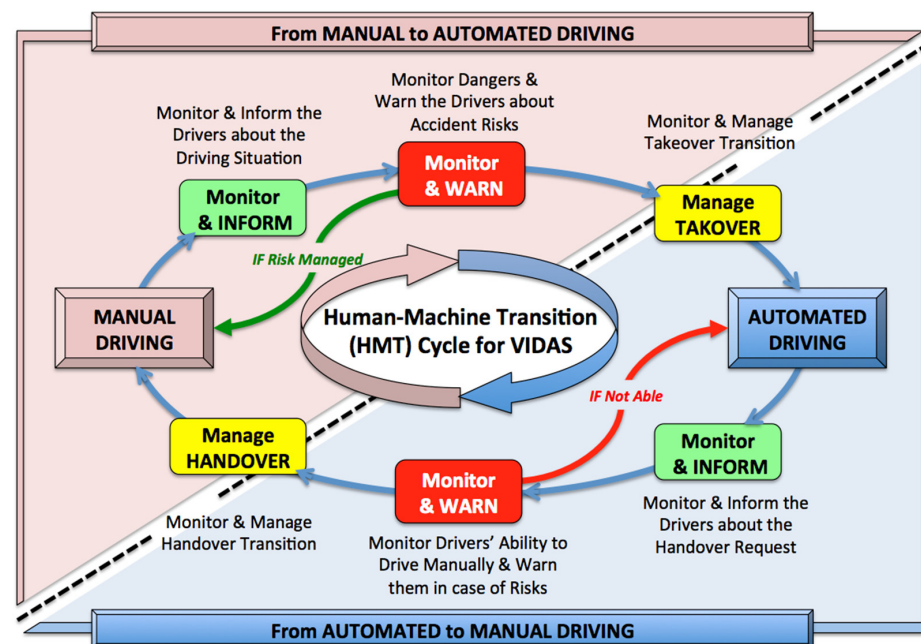 From MANUAL to AUTOMATED DRIVING
Monitor Dangers &
Warn the Drivers about
Accident Risks
Monitor & Inform the
Drivers about the
Driving Situation
Monitor & Manage
Takeover Transition
Monitor
& WARN
Monitor
& INFORM
Manage
TAKOVER
IF Risk Managed
MANUAL
DRIVING
Human-Machine Transition
(HMT) Cycle for VIDAS
AUTOMATED
DRIVING
IF Not Able
Manage
HANDOVER
Monitor
& INFORM
Monitor
& WARN
Monitor & Manage
Handover Transition
Monitor & Inform the
Drivers about the
Handover Request
Monitor Drivers’ Ability to
Drive Manually & Warn
them in case of Risks
From AUTOMATED to MANUAL DRIVING